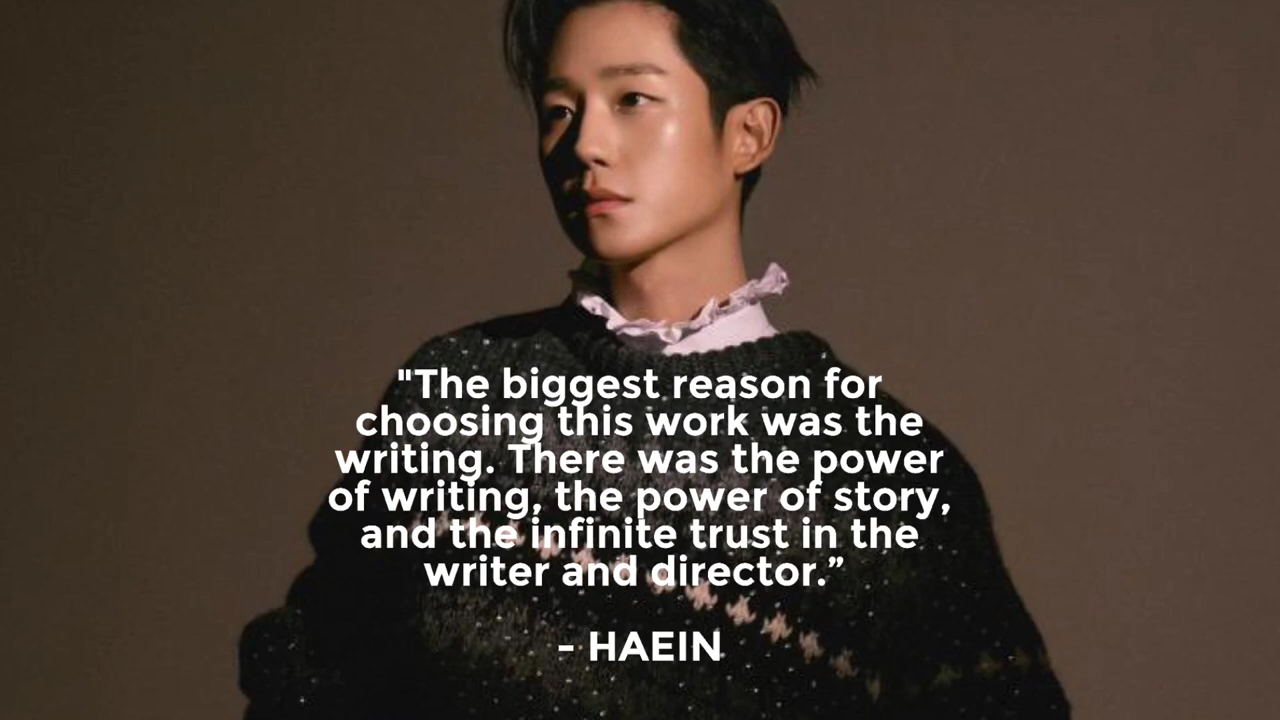 "The biggest reason for
choosing this work was the
writing. There was the power
of writing, the power of story,
and the infinite trust in the
writer and director.”
- HAEIN